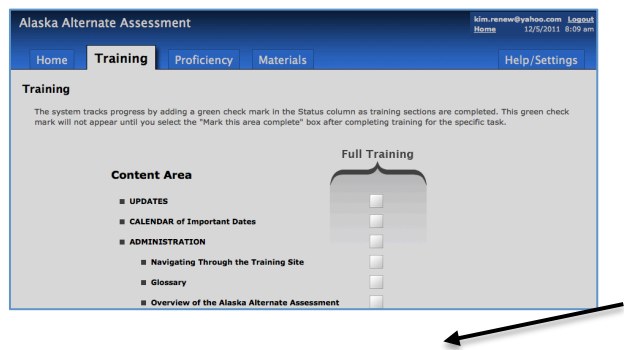 Alaska Alternate Assessment
kim.renew@yahoo.com Logout
Home 12/5/2011 8:09 am
Home Training Proficiency Materials Help/Settings
Training
The system tracks progress by adding a green check mark in the Status column as training sections are completed. This green check
mark will not appear until you select the "Mark this area complete" box after completing training for the specific task.
Full Training
Content Area
UPDATES
CALENDAR of Important Dates
ADMINISTRATION
Navigating Through the Training Site
Glossary
Overview of the Alaska Alternate Assessment